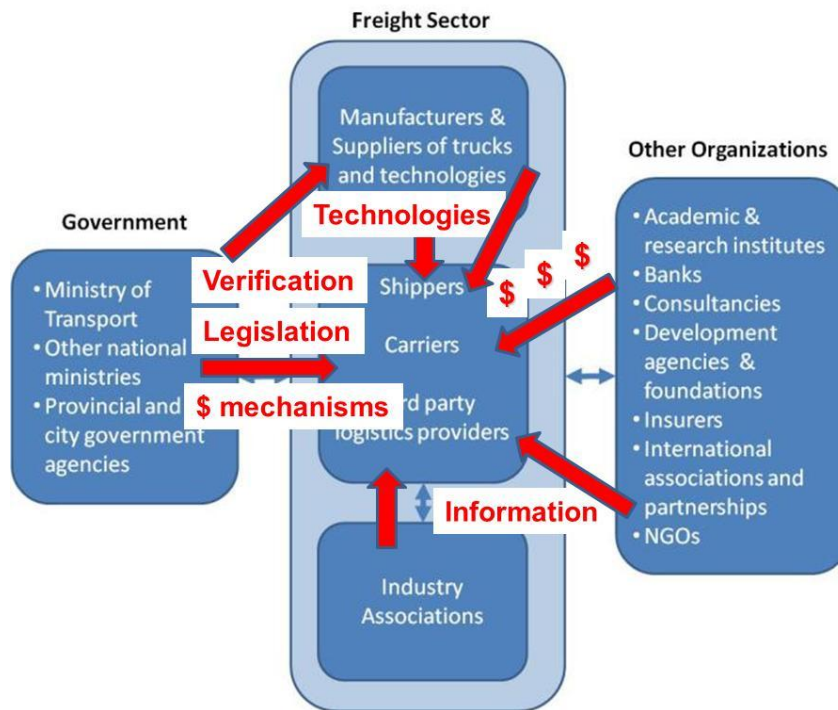 Freight Sector
Manufacturers &
Suppliers of trucks
and technologies
Technologies
Government
• Ministry of
Transport
• Other national
ministries
• Provincial and
city government
agencies
Verification
Legislation
$ mechanisms
Shippers
Carriers
party
logistics providers
$
$
$
Information
Industry
Associations
Other Organizations
• Academic &
research institutes
• Banks
• Consultancies
• Development
agencies &
foundations
• Insurers
• International
associations and
partnerships
• NGOs